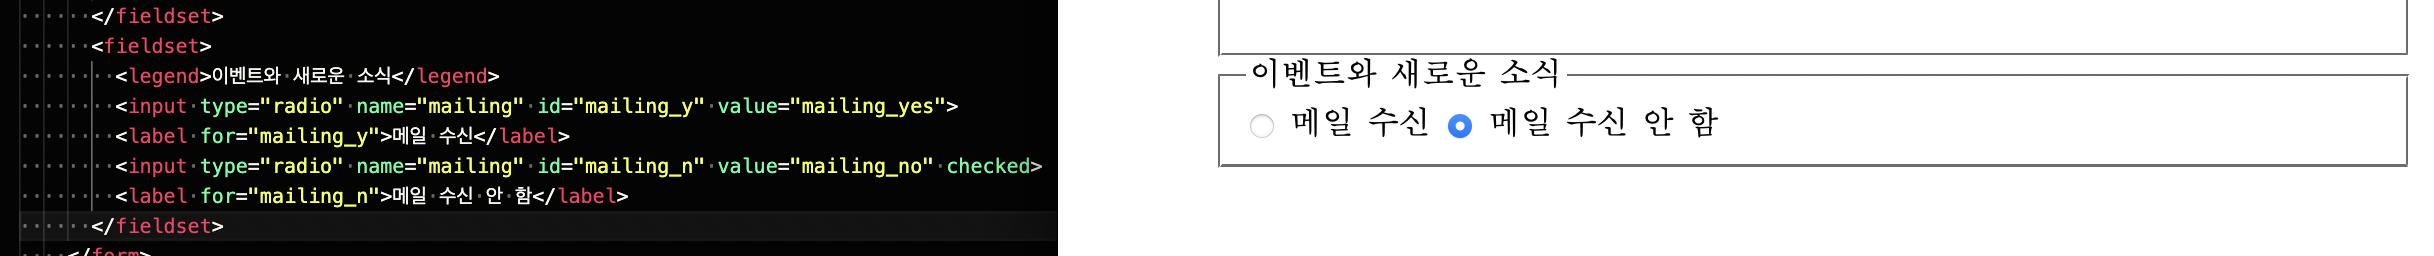 </fieldset>
<fieldset>
<legend>이벤트와 새로운 소식</legend>
<input type="radio" name="mailing" id="mailing_y" value="mailing_yes">
<label for="mailing_y">메일 수신</label>
<input type="radio" name="mailing" id="mailing_n" value="mailing_no" checked>
<label for="mailing_n">메일 수신 안 함</label>
</fieldset>
</form>
이벤트와 새로운 소식
메일 수신 메일 수신 안 함